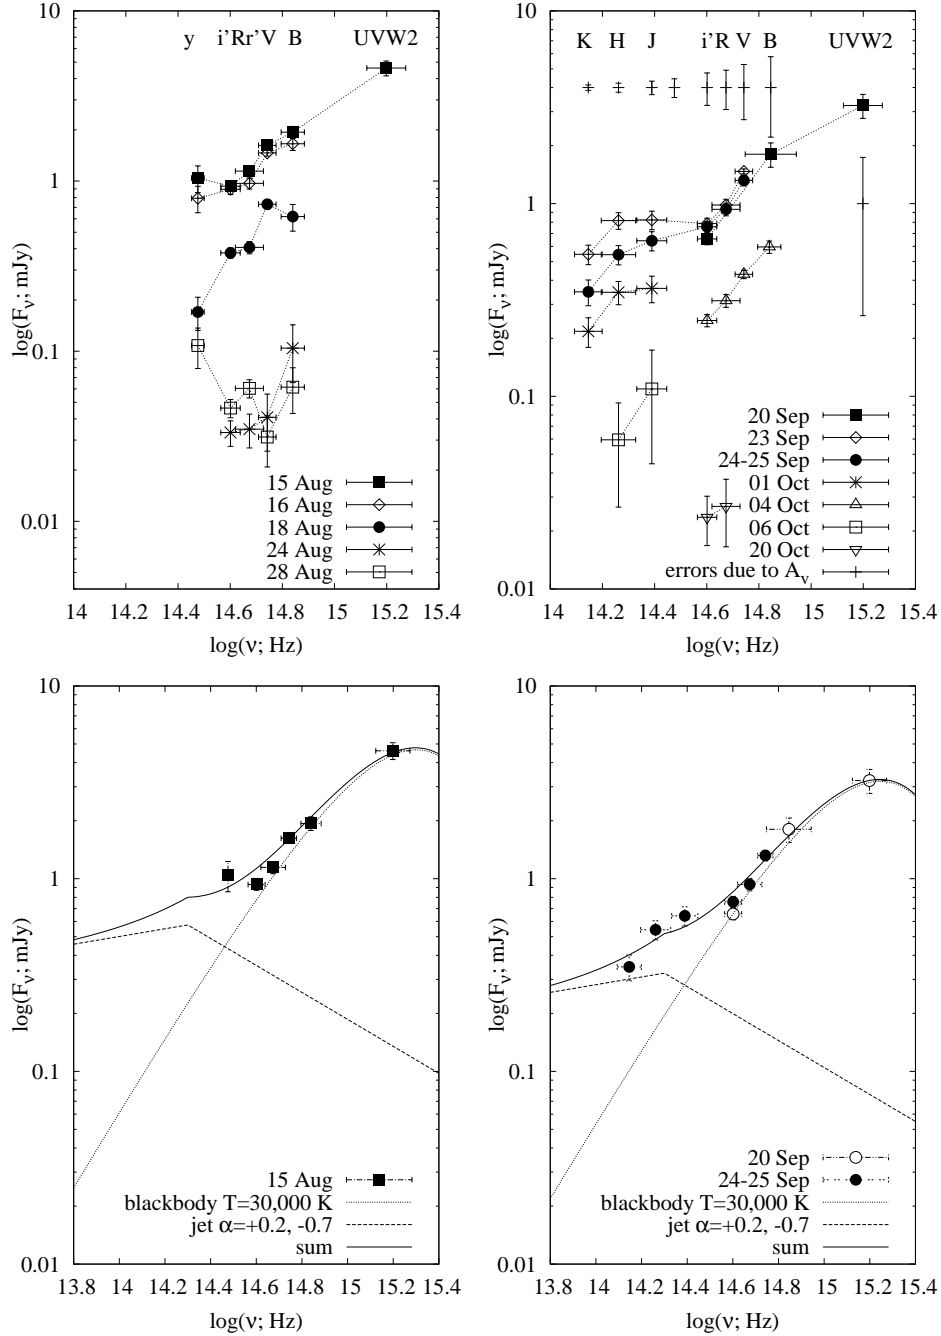 y i'Rr'V B UVW2
10
1
0.1
0.01
log(Fν; mJy)
15 Aug
16 Aug
18 Aug
24 Aug
28 Aug
14 14.2 14.4 14.6 14.8 15 15.2 15.4
log(ν; Hz)
K H J i'R V B UVW2
10
1
0.1
0.01
log(Fν; mJy)
20 Sep
23 Sep
24-25 Sep
01 Oct
04 Oct
06 Oct
20 Oct
errors due to Av
14 14.2 14.4 14.6 14.8 15 15.2 15.4
log(ν; Hz)
10
1
0.1
0.01
log(Fν; mJy)
15 Aug
blackbody T=30,000 K
jet α=+0.2, -0.7
sum
13.8 14 14.2 14.4 14.6 14.8 15 15.2 15.4
log(ν; Hz)
10
1
0.1
0.01
log(Fν; mJy)
20 Sep
24-25 Sep
blackbody T=30,000 K
jet α=+0.2, -0.7
sum
13.8 14 14.2 14.4 14.6 14.8 15 15.2 15.4
log(ν; Hz)